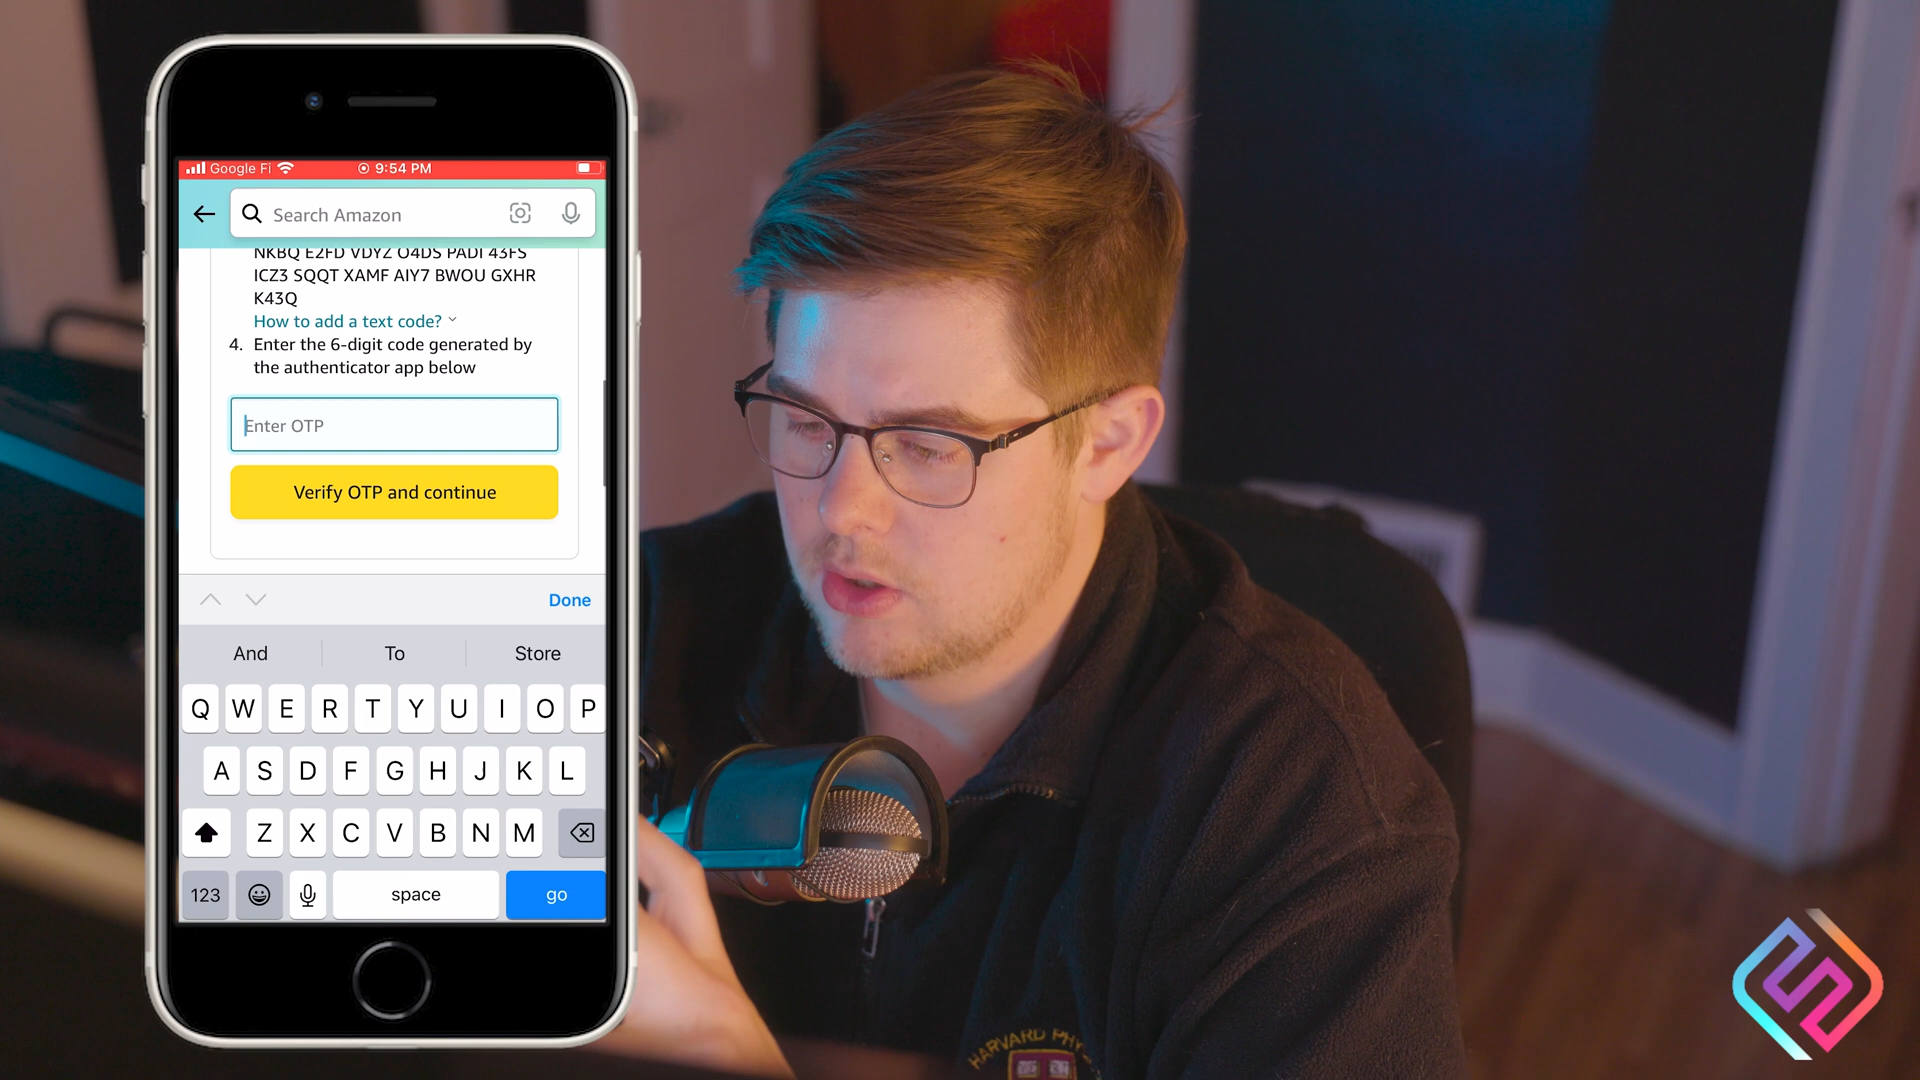 Google Fi
9:54 PM
Search Amazon
NKBQ E2FD VDYZ O4DS PADI 43FS
ICZ3 SQQT XAMF AIY7 BWOU GXHR
K43Q
How to add a text code?
4. Enter the 6-digit code generated by
the authenticator app below
Enter OTP
Verify OTP and continue
Done
And To Store
Q W E R T Y U I O P
A S D F G H J K L
Z X C V B N M
123 space go
HARVARD